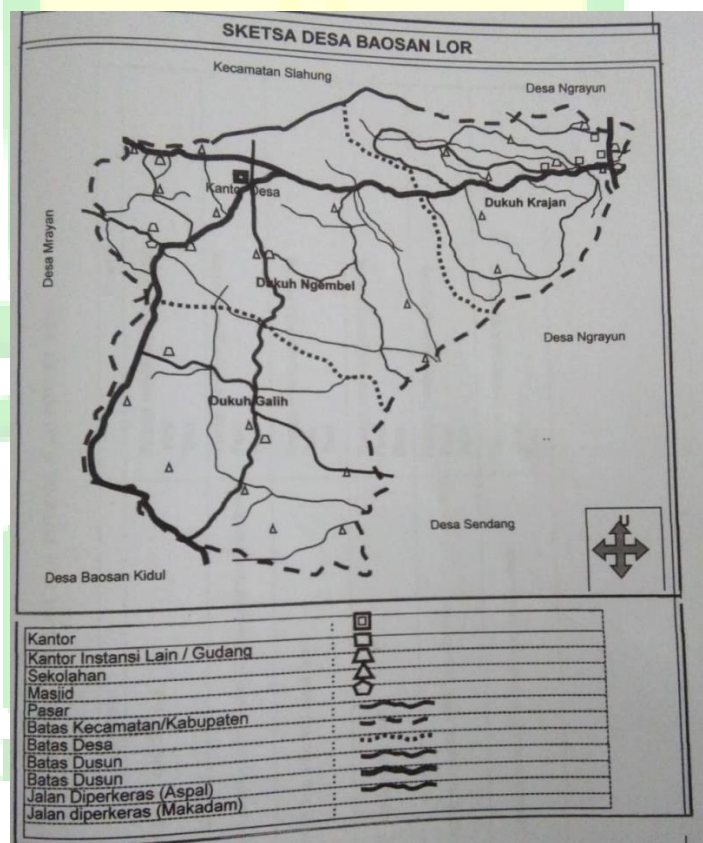 SKETSA DESA BAOSAN LOR
Kecamatan Slahung
Desa Ngrayun
Kantor Desa
Dukuh Krajan
Desa Mrayan
Dukuh Ngembel
Desa Ngrayun
Dukuh Galih
U
Desa Sendang
Desa Baosan Kidul
Kantor
Kantor Instansi Lain / Gudang
Sekolahan
Masjid
Pasar
Batas Kecamatan/Kabupaten
Batas Desa
Batas Dusun
Batas Dusun
Jalan Diperkeras (Aspal)
Jalan diperkeras (Makadam)